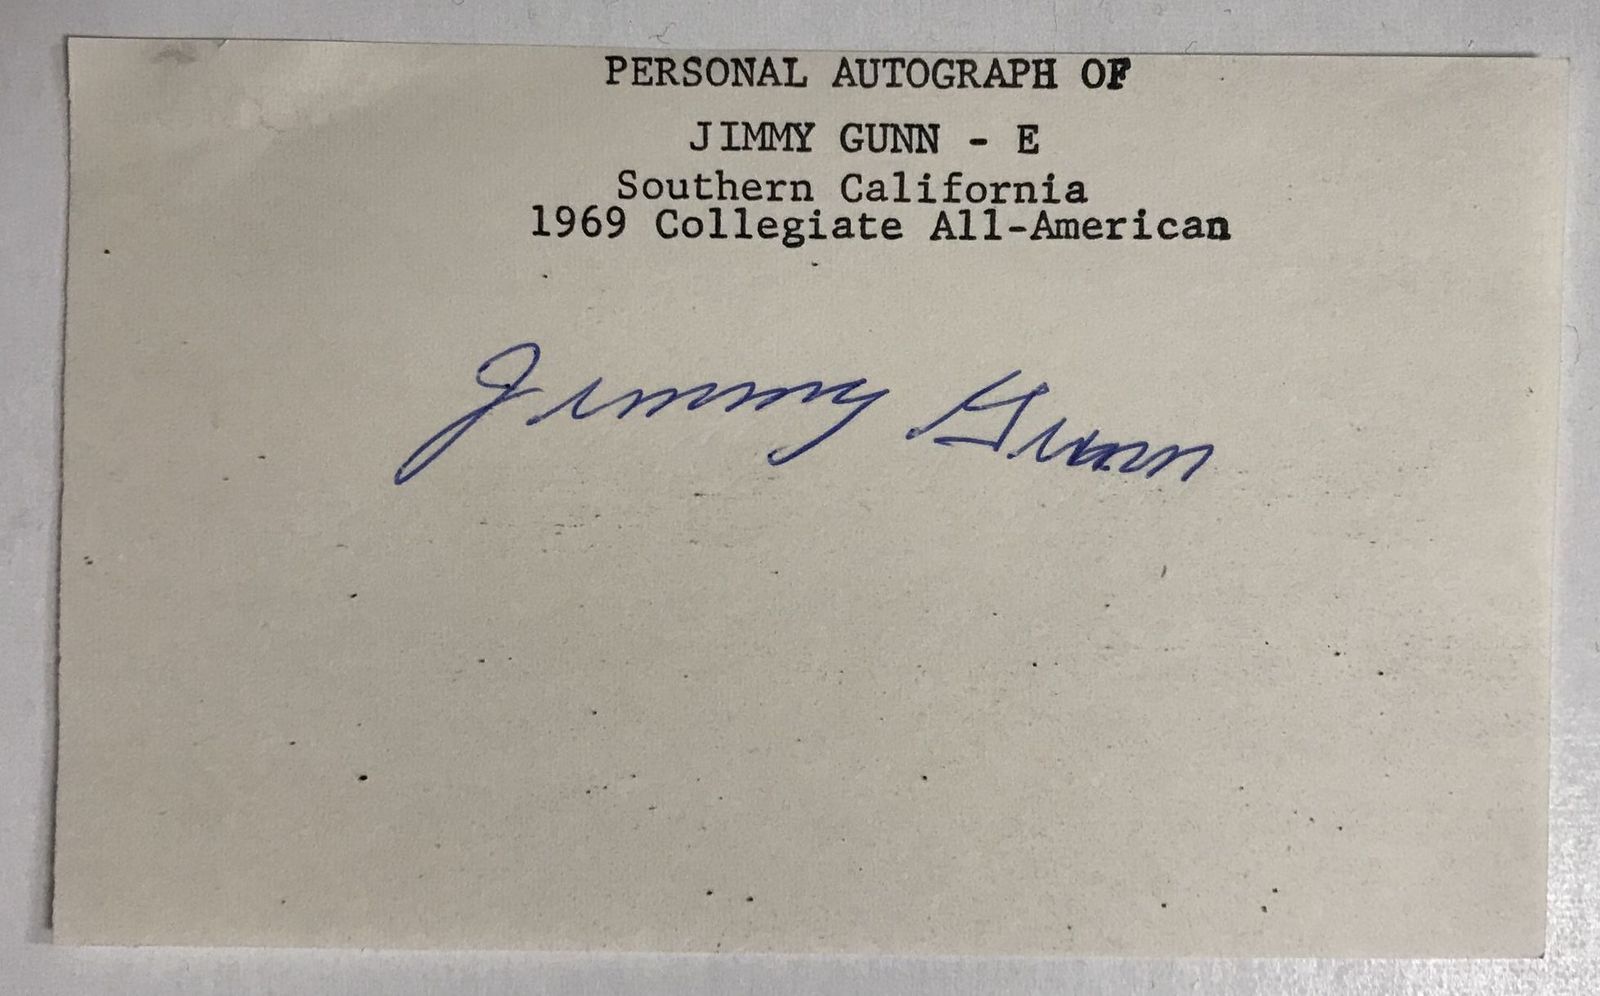 PERSONAL AUTOGRAPH OF
JIMMY GUNN - E
Southern California
1969 Collegiate All-American
Jimmy Gunn